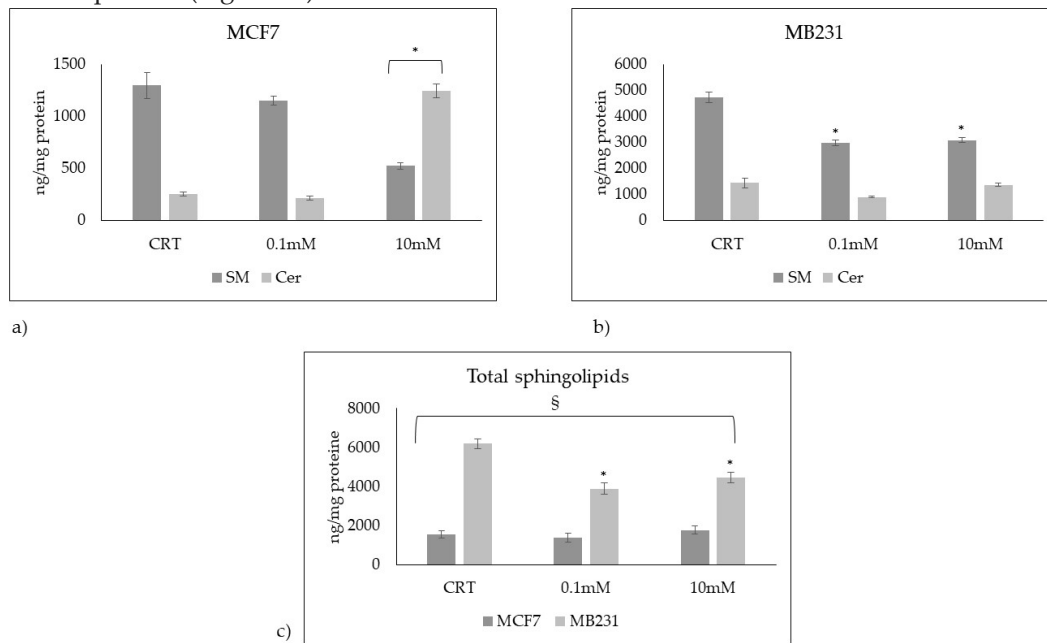 MCF7
*
1500
1000
500
0
ng/mg protein
CRT 0.1mM 10mM
SM Cer
a)
MB231
6000
5000
4000
3000
2000
1000
0
ng/mg protein
* *
CRT 0.1mM 10mM
SM Cer
b)
Total sphingolipids
§
8000
6000
4000
2000
0
ng/mg proteine
* *
CRT 0.1mM 10mM
MCF7 MB231
c)